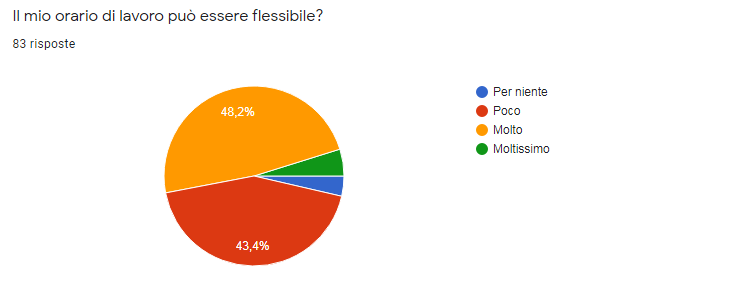 Il mio orario di lavoro può essere flessibile?
83 risposte
48,2%
43,4%
Per niente
Poco
Molto
Moltissimo